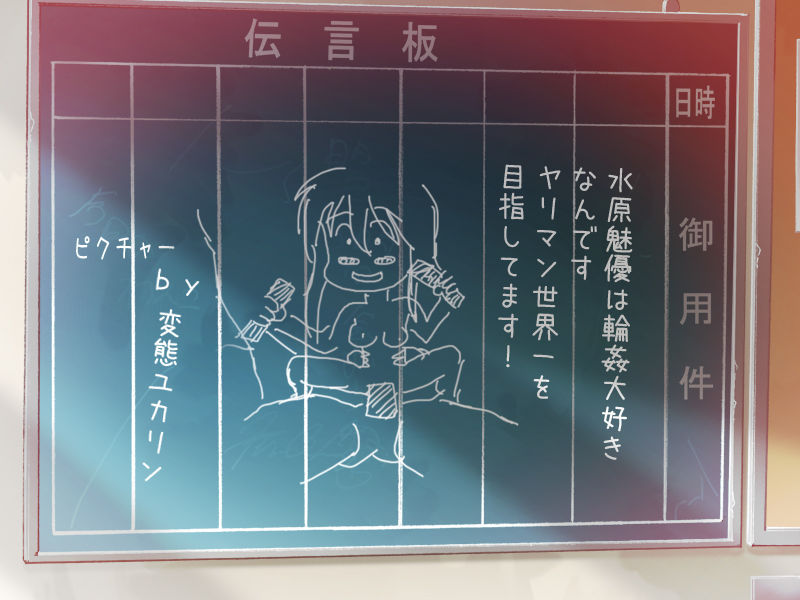 伝言板
日時
御用件
水原魅優は輪姦大好き
なんです
ヤリマン世界一を
目指してます!
ピクチャー
by
変態ユカリン